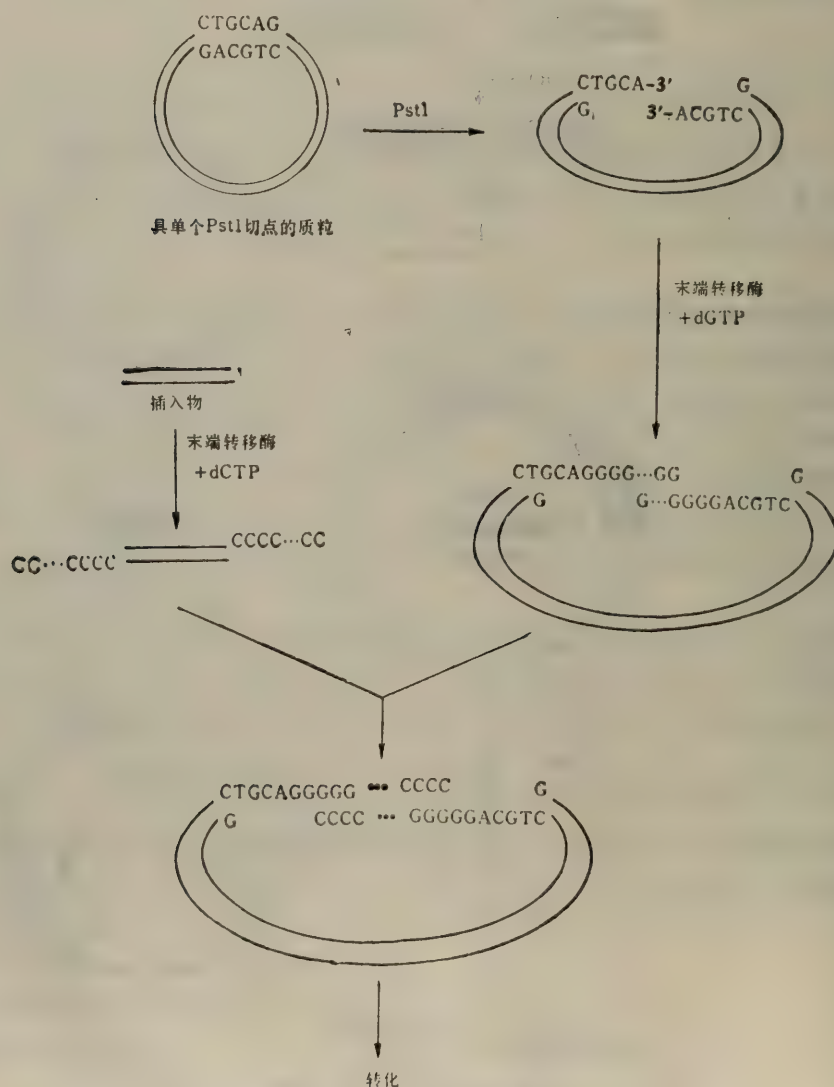 CTGCAG
GACGTC
Pst1
CTGCA-3′ G
G 3′-ACGTC
具单个Pst1切点的质粒
末端转移酶
+dGTP
插入物
末端转移酶
+dCTP
CTGCAGGGG···GG G
G G···GGGGACGTC
CC···CCCC CCCC···CC
CTGCAGGGGG ··· CCCC G
G CCCC ··· GGGGGACGTC
转化